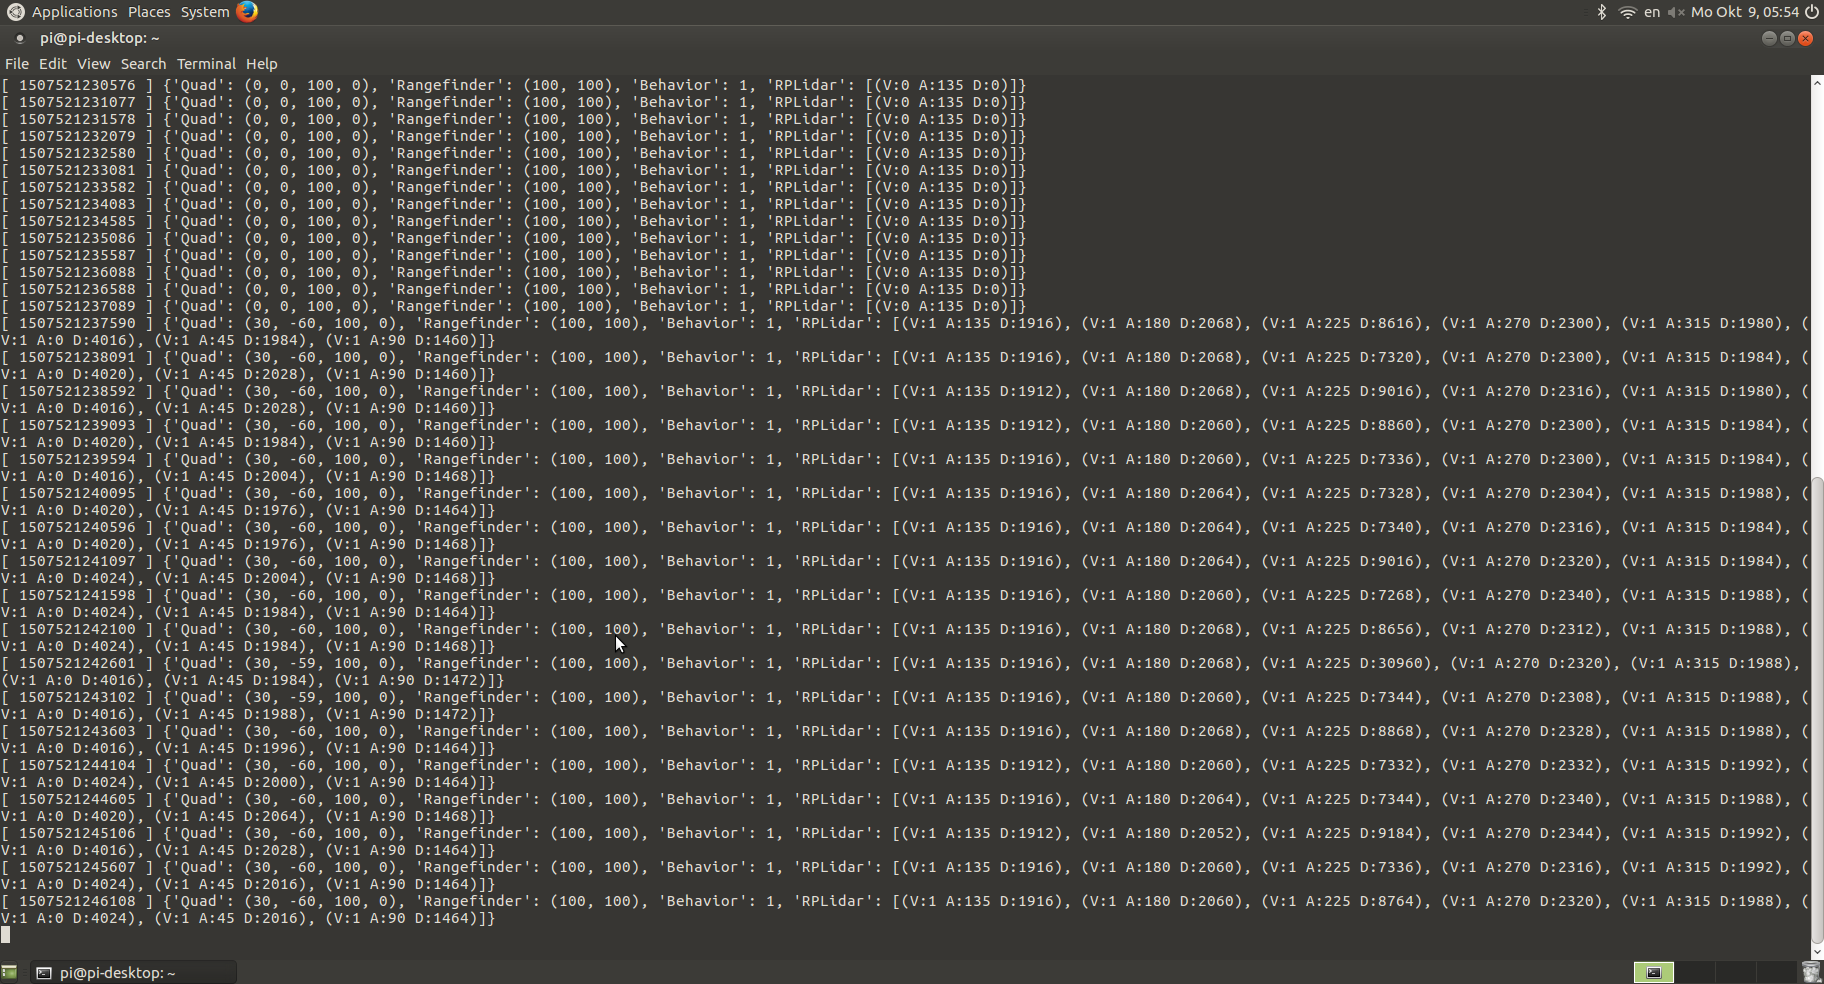 Applications Places System
en Mo Okt 9, 05:54
pi@pi-desktop: ~
File Edit View Search Terminal Help
[ 1507521230576 ] {'Quad': (0, 0, 100, 0), 'Rangefinder': (100, 100), 'Behavior': 1, 'RPLidar': [(V:0 A:135 D:0)]}
[ 1507521231077 ] {'Quad': (0, 0, 100, 0), 'Rangefinder': (100, 100), 'Behavior': 1, 'RPLidar': [(V:0 A:135 D:0)]}
[ 1507521231578 ] {'Quad': (0, 0, 100, 0), 'Rangefinder': (100, 100), 'Behavior': 1, 'RPLidar': [(V:0 A:135 D:0)]}
[ 1507521232079 ] {'Quad': (0, 0, 100, 0), 'Rangefinder': (100, 100), 'Behavior': 1, 'RPLidar': [(V:0 A:135 D:0)]}
[ 1507521232580 ] {'Quad': (0, 0, 100, 0), 'Rangefinder': (100, 100), 'Behavior': 1, 'RPLidar': [(V:0 A:135 D:0)]}
[ 1507521233081 ] {'Quad': (0, 0, 100, 0), 'Rangefinder': (100, 100), 'Behavior': 1, 'RPLidar': [(V:0 A:135 D:0)]}
[ 1507521233582 ] {'Quad': (0, 0, 100, 0), 'Rangefinder': (100, 100), 'Behavior': 1, 'RPLidar': [(V:0 A:135 D:0)]}
[ 1507521234083 ] {'Quad': (0, 0, 100, 0), 'Rangefinder': (100, 100), 'Behavior': 1, 'RPLidar': [(V:0 A:135 D:0)]}
[ 1507521234585 ] {'Quad': (0, 0, 100, 0), 'Rangefinder': (100, 100), 'Behavior': 1, 'RPLidar': [(V:0 A:135 D:0)]}
[ 1507521235086 ] {'Quad': (0, 0, 100, 0), 'Rangefinder': (100, 100), 'Behavior': 1, 'RPLidar': [(V:0 A:135 D:0)]}
[ 1507521235587 ] {'Quad': (0, 0, 100, 0), 'Rangefinder': (100, 100), 'Behavior': 1, 'RPLidar': [(V:0 A:135 D:0)]}
[ 1507521236088 ] {'Quad': (0, 0, 100, 0), 'Rangefinder': (100, 100), 'Behavior': 1, 'RPLidar': [(V:0 A:135 D:0)]}
[ 1507521236588 ] {'Quad': (0, 0, 100, 0), 'Rangefinder': (100, 100), 'Behavior': 1, 'RPLidar': [(V:0 A:135 D:0)]}
[ 1507521237089 ] {'Quad': (0, 0, 100, 0), 'Rangefinder': (100, 100), 'Behavior': 1, 'RPLidar': [(V:0 A:135 D:0)]}
[ 1507521237590 ] {'Quad': (30, -60, 100, 0), 'Rangefinder': (100, 100), 'Behavior': 1, 'RPLidar': [(V:1 A:135 D:1916), (V:1 A:180 D:2068), (V:1 A:225 D:8616), (V:1 A:270 D:2300), (V:1 A:315 D:1980), (
V:1 A:0 D:4016), (V:1 A:45 D:1984), (V:1 A:90 D:1460)]}
[ 1507521238091 ] {'Quad': (30, -60, 100, 0), 'Rangefinder': (100, 100), 'Behavior': 1, 'RPLidar': [(V:1 A:135 D:1916), (V:1 A:180 D:2068), (V:1 A:225 D:7320), (V:1 A:270 D:2300), (V:1 A:315 D:1984), (
V:1 A:0 D:4020), (V:1 A:45 D:2028), (V:1 A:90 D:1460)]}
[ 1507521238592 ] {'Quad': (30, -60, 100, 0), 'Rangefinder': (100, 100), 'Behavior': 1, 'RPLidar': [(V:1 A:135 D:1912), (V:1 A:180 D:2068), (V:1 A:225 D:9016), (V:1 A:270 D:2316), (V:1 A:315 D:1980), (
V:1 A:0 D:4016), (V:1 A:45 D:2028), (V:1 A:90 D:1460)]}
[ 1507521239093 ] {'Quad': (30, -60, 100, 0), 'Rangefinder': (100, 100), 'Behavior': 1, 'RPLidar': [(V:1 A:135 D:1912), (V:1 A:180 D:2060), (V:1 A:225 D:8860), (V:1 A:270 D:2300), (V:1 A:315 D:1984), (
V:1 A:0 D:4020), (V:1 A:45 D:1984), (V:1 A:90 D:1460)]}
[ 1507521239594 ] {'Quad': (30, -60, 100, 0), 'Rangefinder': (100, 100), 'Behavior': 1, 'RPLidar': [(V:1 A:135 D:1916), (V:1 A:180 D:2060), (V:1 A:225 D:7336), (V:1 A:270 D:2300), (V:1 A:315 D:1984), (
V:1 A:0 D:4016), (V:1 A:45 D:2004), (V:1 A:90 D:1468)]}
[ 1507521240095 ] {'Quad': (30, -60, 100, 0), 'Rangefinder': (100, 100), 'Behavior': 1, 'RPLidar': [(V:1 A:135 D:1916), (V:1 A:180 D:2064), (V:1 A:225 D:7328), (V:1 A:270 D:2304), (V:1 A:315 D:1988), (
V:1 A:0 D:4020), (V:1 A:45 D:1976), (V:1 A:90 D:1464)]}
[ 1507521240596 ] {'Quad': (30, -60, 100, 0), 'Rangefinder': (100, 100), 'Behavior': 1, 'RPLidar': [(V:1 A:135 D:1916), (V:1 A:180 D:2064), (V:1 A:225 D:7340), (V:1 A:270 D:2316), (V:1 A:315 D:1984), (
V:1 A:0 D:4020), (V:1 A:45 D:1976), (V:1 A:90 D:1468)]}
[ 1507521241097 ] {'Quad': (30, -60, 100, 0), 'Rangefinder': (100, 100), 'Behavior': 1, 'RPLidar': [(V:1 A:135 D:1916), (V:1 A:180 D:2064), (V:1 A:225 D:9016), (V:1 A:270 D:2320), (V:1 A:315 D:1984), (
V:1 A:0 D:4024), (V:1 A:45 D:2004), (V:1 A:90 D:1468)]}
[ 1507521241598 ] {'Quad': (30, -60, 100, 0), 'Rangefinder': (100, 100), 'Behavior': 1, 'RPLidar': [(V:1 A:135 D:1916), (V:1 A:180 D:2060), (V:1 A:225 D:7268), (V:1 A:270 D:2340), (V:1 A:315 D:1988), (
V:1 A:0 D:4024), (V:1 A:45 D:1984), (V:1 A:90 D:1464)]}
[ 1507521242100 ] {'Quad': (30, -60, 100, 0), 'Rangefinder': (100, 100), 'Behavior': 1, 'RPLidar': [(V:1 A:135 D:1916), (V:1 A:180 D:2068), (V:1 A:225 D:8656), (V:1 A:270 D:2312), (V:1 A:315 D:1988), (
V:1 A:0 D:4024), (V:1 A:45 D:1984), (V:1 A:90 D:1468)]}
[ 1507521242601 ] {'Quad': (30, -59, 100, 0), 'Rangefinder': (100, 100), 'Behavior': 1, 'RPLidar': [(V:1 A:135 D:1916), (V:1 A:180 D:2068), (V:1 A:225 D:30960), (V:1 A:270 D:2320), (V:1 A:315 D:1988),
(V:1 A:0 D:4016), (V:1 A:45 D:1984), (V:1 A:90 D:1472)]}
[ 1507521243102 ] {'Quad': (30, -59, 100, 0), 'Rangefinder': (100, 100), 'Behavior': 1, 'RPLidar': [(V:1 A:135 D:1916), (V:1 A:180 D:2060), (V:1 A:225 D:7344), (V:1 A:270 D:2308), (V:1 A:315 D:1988), (
V:1 A:0 D:4016), (V:1 A:45 D:1988), (V:1 A:90 D:1472)]}
[ 1507521243603 ] {'Quad': (30, -60, 100, 0), 'Rangefinder': (100, 100), 'Behavior': 1, 'RPLidar': [(V:1 A:135 D:1916), (V:1 A:180 D:2068), (V:1 A:225 D:8868), (V:1 A:270 D:2328), (V:1 A:315 D:1988), (
V:1 A:0 D:4016), (V:1 A:45 D:1996), (V:1 A:90 D:1464)]}
[ 1507521244104 ] {'Quad': (30, -60, 100, 0), 'Rangefinder': (100, 100), 'Behavior': 1, 'RPLidar': [(V:1 A:135 D:1912), (V:1 A:180 D:2060), (V:1 A:225 D:7332), (V:1 A:270 D:2332), (V:1 A:315 D:1992), (
V:1 A:0 D:4024), (V:1 A:45 D:2000), (V:1 A:90 D:1464)]}
[ 1507521244605 ] {'Quad': (30, -60, 100, 0), 'Rangefinder': (100, 100), 'Behavior': 1, 'RPLidar': [(V:1 A:135 D:1916), (V:1 A:180 D:2064), (V:1 A:225 D:7344), (V:1 A:270 D:2340), (V:1 A:315 D:1988), (
V:1 A:0 D:4020), (V:1 A:45 D:2064), (V:1 A:90 D:1468)]}
[ 1507521245106 ] {'Quad': (30, -60, 100, 0), 'Rangefinder': (100, 100), 'Behavior': 1, 'RPLidar': [(V:1 A:135 D:1912), (V:1 A:180 D:2052), (V:1 A:225 D:9184), (V:1 A:270 D:2344), (V:1 A:315 D:1992), (
V:1 A:0 D:4016), (V:1 A:45 D:2028), (V:1 A:90 D:1464)]}
[ 1507521245607 ] {'Quad': (30, -60, 100, 0), 'Rangefinder': (100, 100), 'Behavior': 1, 'RPLidar': [(V:1 A:135 D:1916), (V:1 A:180 D:2060), (V:1 A:225 D:7336), (V:1 A:270 D:2316), (V:1 A:315 D:1992), (
V:1 A:0 D:4024), (V:1 A:45 D:2016), (V:1 A:90 D:1464)]}
[ 1507521246108 ] {'Quad': (30, -60, 100, 0), 'Rangefinder': (100, 100), 'Behavior': 1, 'RPLidar': [(V:1 A:135 D:1916), (V:1 A:180 D:2060), (V:1 A:225 D:8764), (V:1 A:270 D:2320), (V:1 A:315 D:1988), (
V:1 A:0 D:4024), (V:1 A:45 D:2016), (V:1 A:90 D:1464)]}
pi@pi-desktop: ~